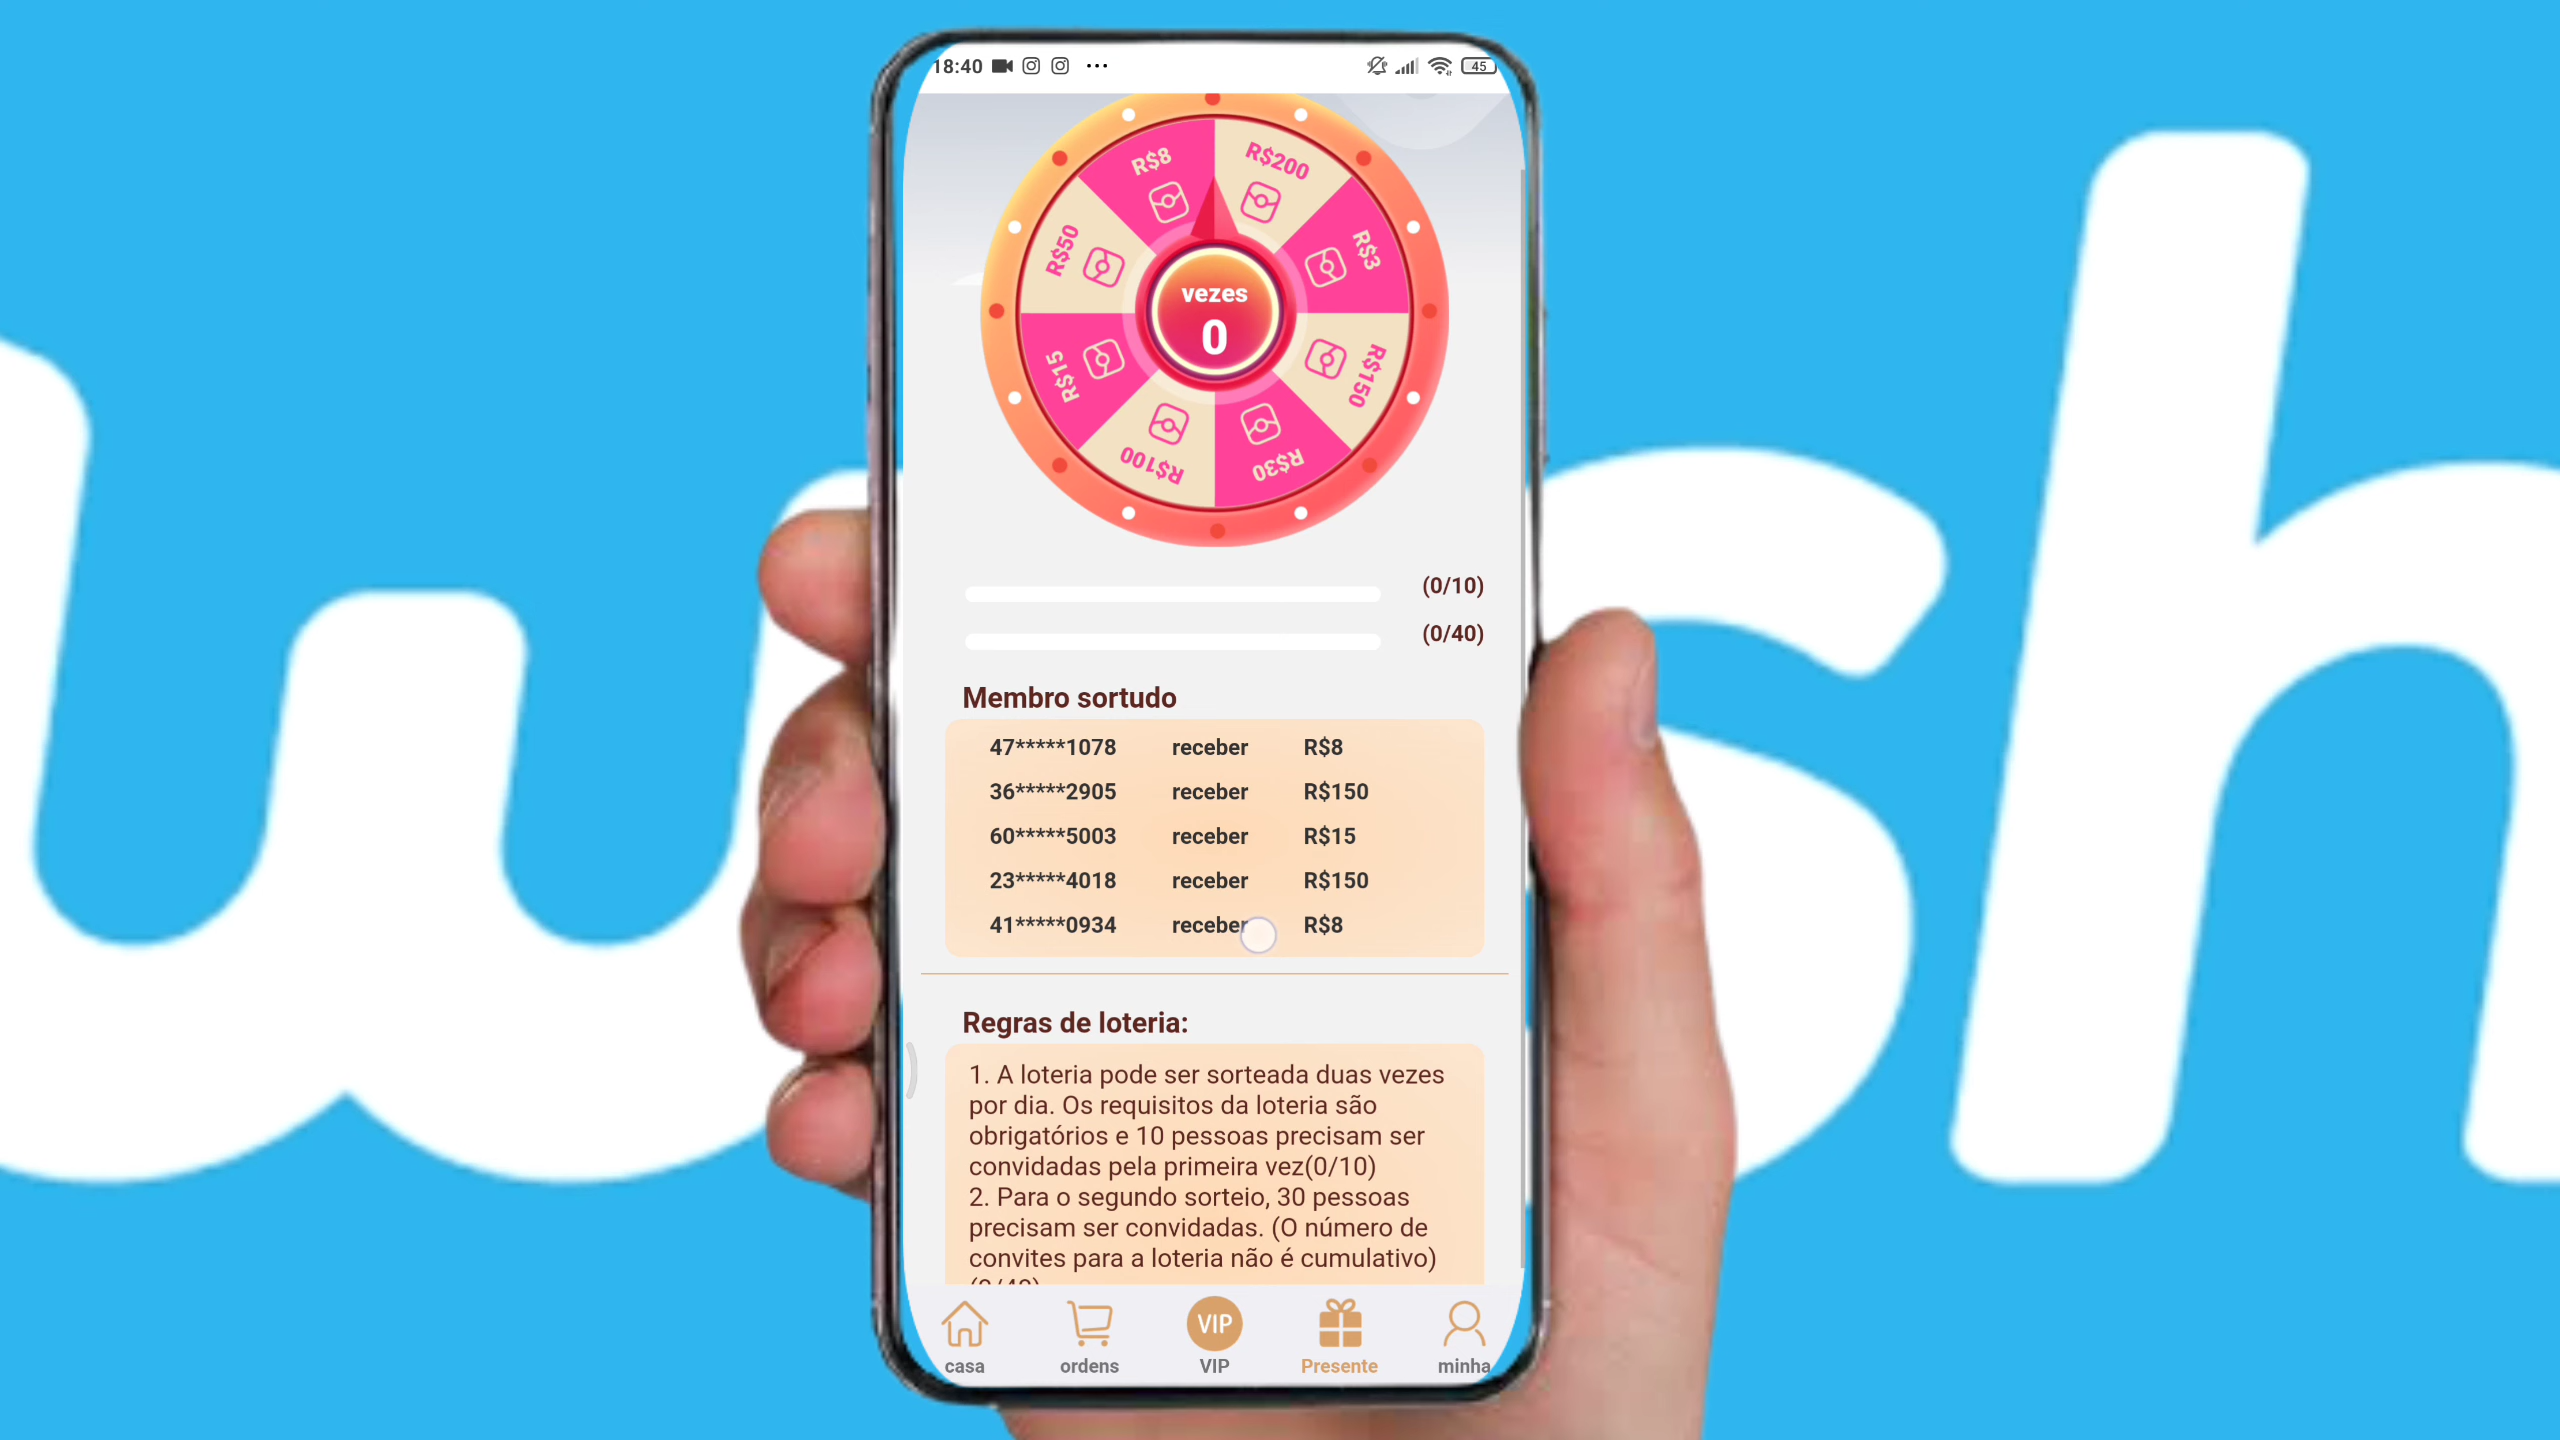 wish
18:40
45
R$8
R$200
R$50
R$3
R$15
R$150
R$100
R$30
vezes
0
(0/10)
(0/40)
Membro sortudo
47*****1078 receber R$8
36*****2905 receber R$150
60*****5003 receber R$15
23*****4018 receber R$150
41*****0934 receber R$8
Regras de loteria:
1. A loteria pode ser sorteada duas vezes
por dia. Os requisitos da loteria são
obrigatórios e 10 pessoas precisam ser
convidadas pela primeira vez(0/10)
2. Para o segundo sorteio, 30 pessoas
precisam ser convidadas. (O número de
convites para a loteria não é cumulativo)
(0/40)
VIP
casa ordens VIP Presente minha